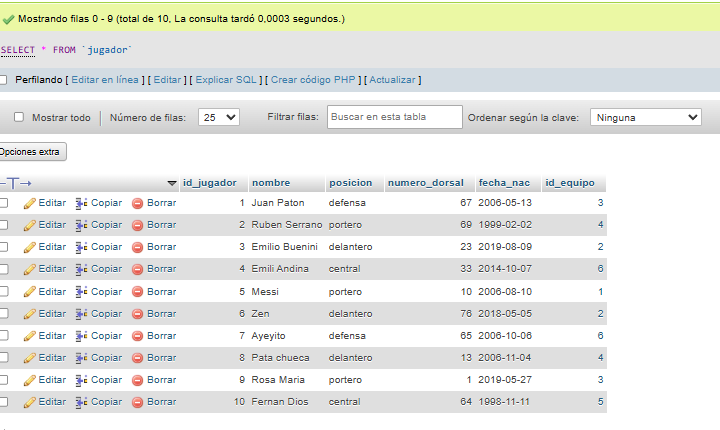 Mostrando filas 0 - 9 (total de 10, La consulta tardó 0,0003 segundos.)
SELECT * FROM `jugador`
Perfilando [ Editar en línea ] [ Editar ] [ Explicar SQL ] [ Crear código PHP ] [ Actualizar ]
Mostrar todo Número de filas: 25 Filtrar filas: Buscar en esta tabla Ordenar según la clave: Ninguna
Opciones extra
id_jugador nombre posicion numero_dorsal fecha_nac id_equipo
Editar Copiar Borrar 1 Juan Paton defensa 67 2006-05-13 3
Editar Copiar Borrar 2 Ruben Serrano portero 69 1999-02-02 4
Editar Copiar Borrar 3 Emilio Buenini delantero 23 2019-08-09 2
Editar Copiar Borrar 4 Emili Andina central 33 2014-10-07 6
Editar Copiar Borrar 5 Messi portero 10 2006-08-10 1
Editar Copiar Borrar 6 Zen delantero 76 2018-05-05 2
Editar Copiar Borrar 7 Ayeyito defensa 65 2006-10-06 6
Editar Copiar Borrar 8 Pata chueca delantero 13 2006-11-04 4
Editar Copiar Borrar 9 Rosa Maria portero 1 2019-05-27 3
Editar Copiar Borrar 10 Fernan Dios central 64 1998-11-11 5